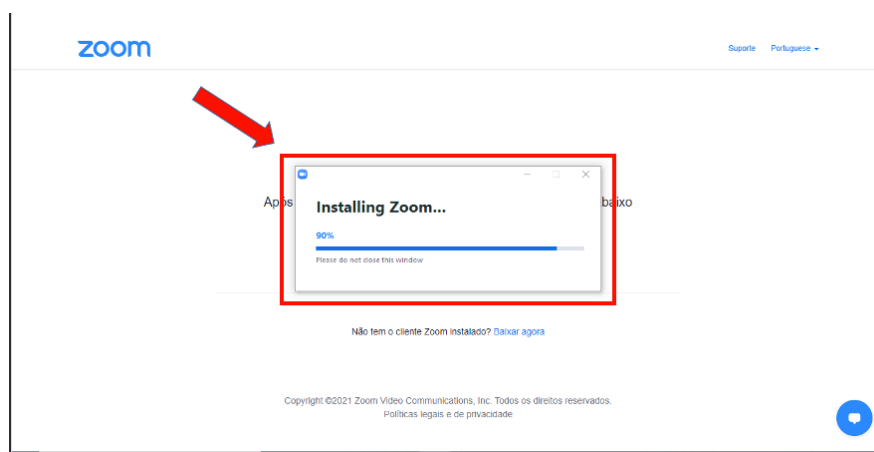 zoom
Suporte Portuguese
Após baixo
Installing Zoom...
90%
Please do not close this window
Não tem o cliente Zoom instalado? Baixar agora
Copyright ©2021 Zoom Video Communications, Inc. Todos os direitos reservados.
Políticas legais e de privacidade